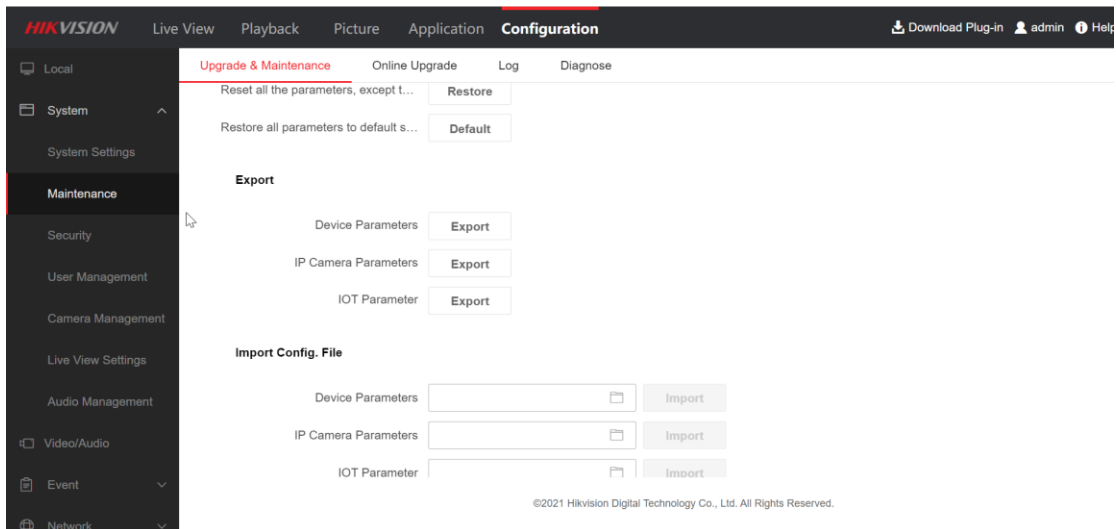 HIKVISION Live View Playback Picture Application Configuration Download Plug-in admin Help
Local
System
System Settings
Maintenance
Security
User Management
Camera Management
Live View Settings
Audio Management
Video/Audio
Event
Network
Upgrade & Maintenance Online Upgrade Log Diagnose
Reset all the parameters, except t... Restore
Restore all parameters to default s... Default
Export
Device Parameters Export
IP Camera Parameters Export
IOT Parameter Export
Import Config. File
Device Parameters Import
IP Camera Parameters Import
IOT Parameter Import
©2021 Hikvision Digital Technology Co., Ltd. All Rights Reserved.